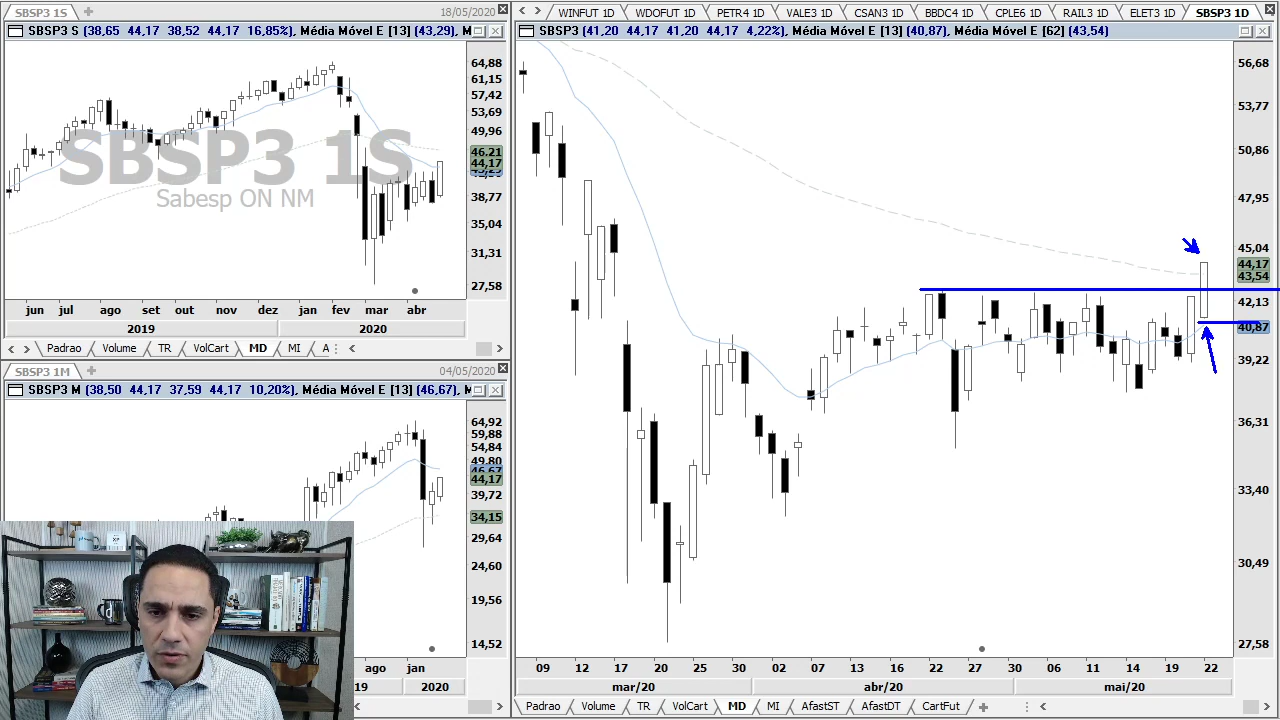 SBSP3 1S
18/05/2020
SBSP3 S (38,65 44,17 38,52 44,17 16,85%), Média Móvel E [13] (43,29), M
64,88
61,15
57,42
53,69
49,96
46,21
44,17
38,77
35,04
31,31
27,58
SBSP3 1S
Sabesp ON NM
jun jul ago set out nov dez jan fev mar abr
2019 2020
Padrao Volume TR VolCart MD MI A
SBSP3 1M
04/05/2020
SBSP3 M (38,50 44,17 37,59 44,17 10,20%), Média Móvel E [13] (46,67), M
64,92
59,88
54,84
49,80
46,67
44,17
39,72
34,15
29,64
24,60
19,56
14,52
XP
ago jan
19 2020
WINFUT 1D WDOFUT 1D PETR4 1D VALE3 1D CSAN3 1D BBDC4 1D CPLE6 1D RAIL3 1D ELET3 1D SBSP3 1D
SBSP3 (41,20 44,17 41,20 44,17 4,22%), Média Móvel E [13] (40,87), Média Móvel E [62] (43,54)
56,68
53,77
50,86
47,95
45,04
44,17
43,54
42,13
40,87
39,22
36,31
33,40
30,49
27,58
09 12 17 20 25 30 02 07 13 16 22 27 30 06 11 14 19 22
mar/20 abr/20 mai/20
Padrao Volume TR VolCart MD MI AfastST AfastDT CartFut